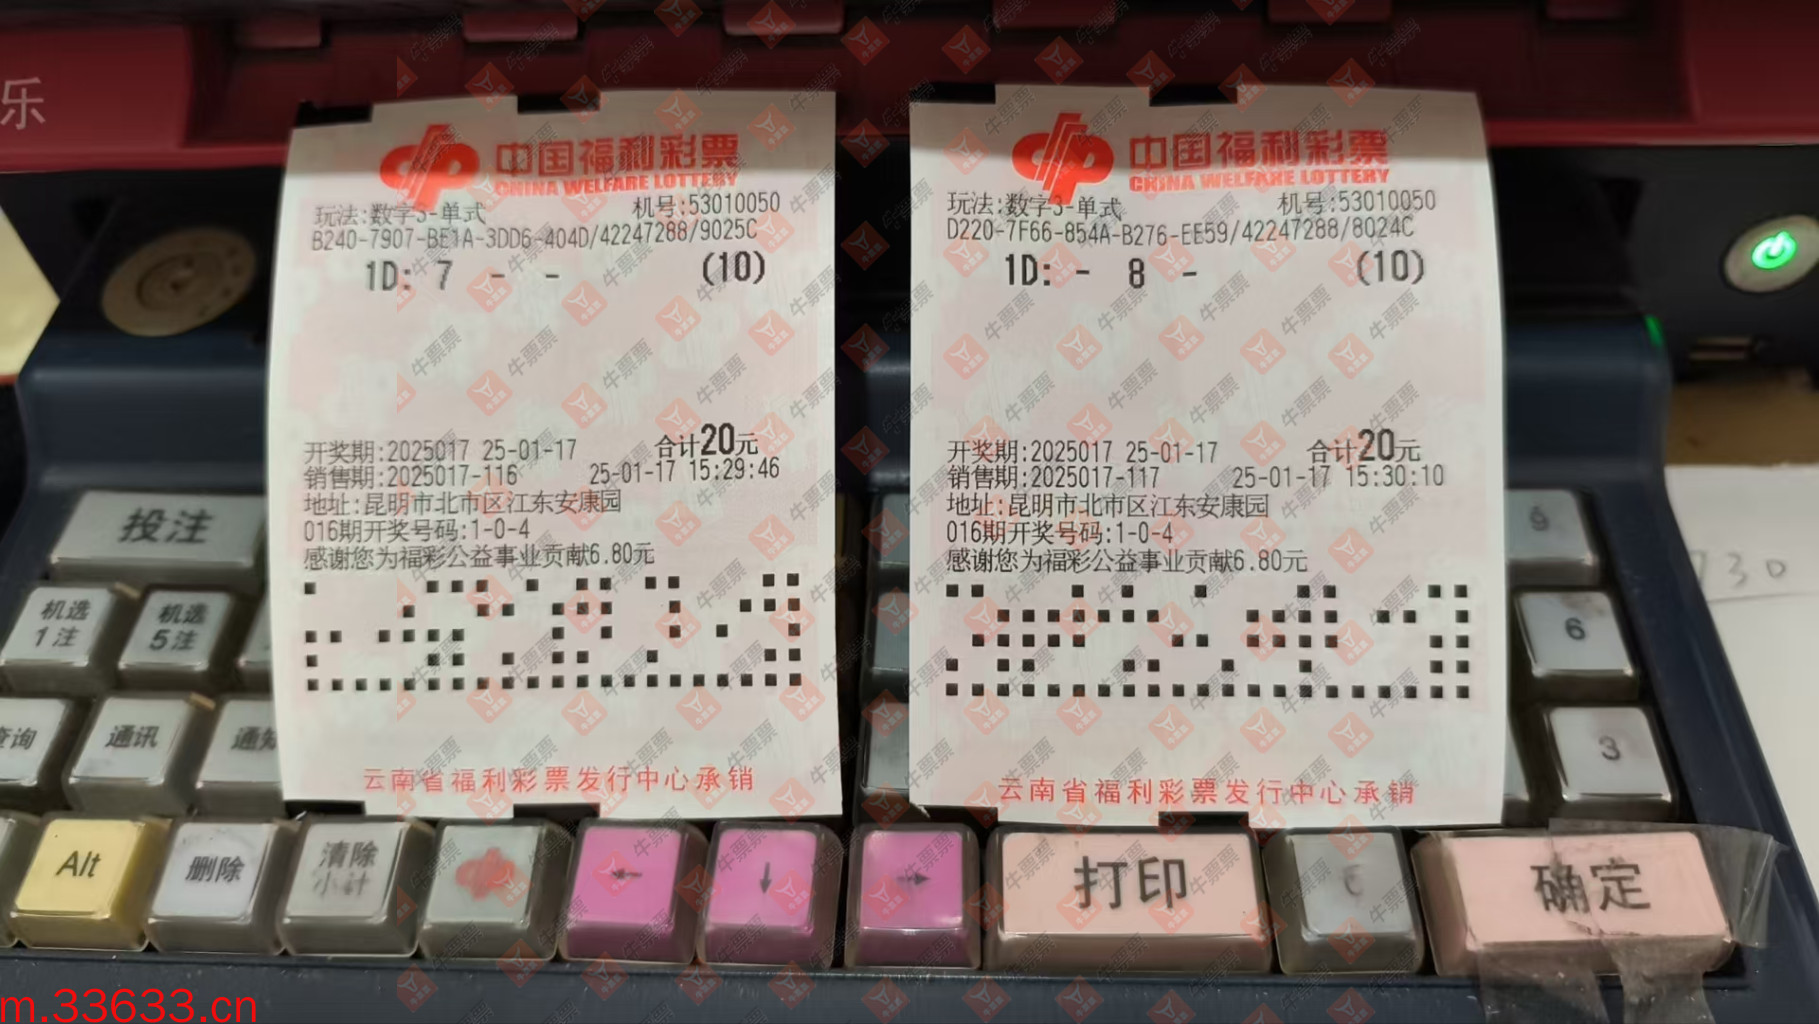 乐
中国福利彩票
CHINA WELFARE LOTTERY
玩法:数字3-单式 机号:53010050
B240-7907-BE1A-3DD6-404D/42247288/9025C
1D: 7 - - (10)
开奖期:2025017 25-01-17 合计20元
销售期:2025017-116 25-01-17 15:29:46
地址:昆明市北市区江东安康园
016期开奖号码:1-0-4
感谢您为福彩公益事业贡献6.80元
云南省福利彩票发行中心承销
中国福利彩票
CHINA WELFARE LOTTERY
玩法:数字3-单式 机号:53010050
D220-7F66-854A-B276-EE59/42247288/8024C
1D: - 8 - (10)
开奖期:2025017 25-01-17 合计20元
销售期:2025017-117 25-01-17 15:30:10
地址:昆明市北市区江东安康园
016期开奖号码:1-0-4
感谢您为福彩公益事业贡献6.80元
云南省福利彩票发行中心承销
投注
9
机选
1注
机选
5注
6
查询
通讯
通知
3
Alt
删除
清除
小计
←
↓
→
打印
确定
730
牛票票
m.33633.cn